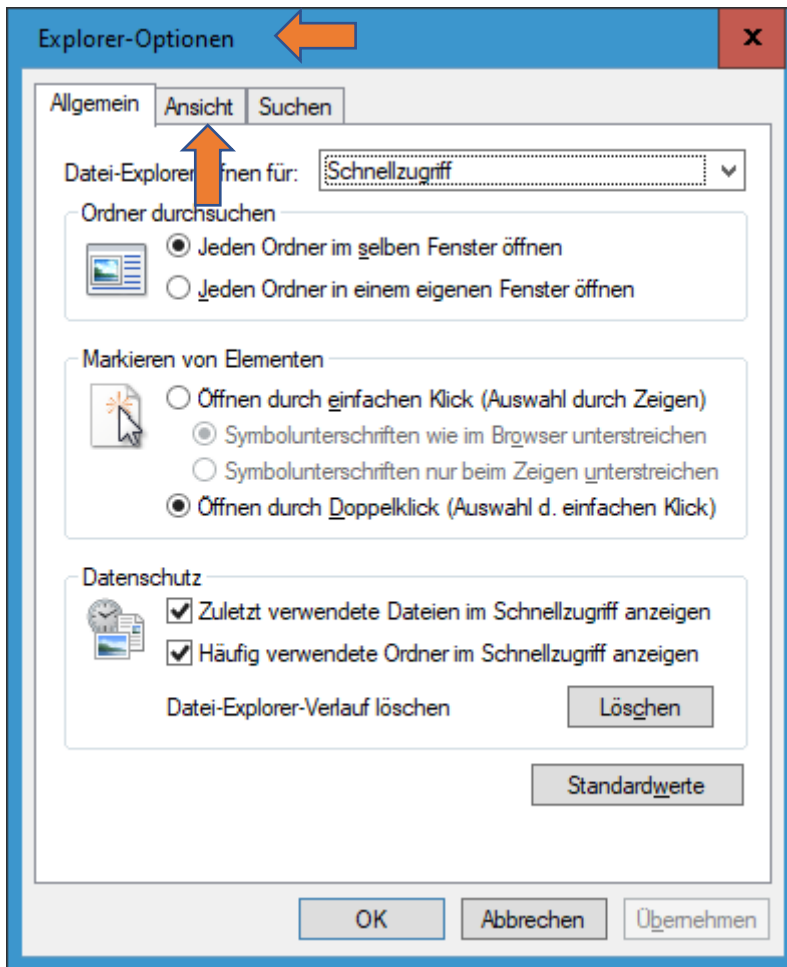 Explorer-Optionen
x
Allgemein Ansicht Suchen
Datei-Explorer fnen für: Schnellzugriff
Ordner durchsuchen
Jeden Ordner im selben Fenster öffnen
Jeden Ordner in einem eigenen Fenster öffnen
Markieren von Elementen
Öffnen durch einfachen Klick (Auswahl durch Zeigen)
Symbolunterschriften wie im Browser unterstreichen
Symbolunterschriften nur beim Zeigen unterstreichen
Öffnen durch Doppelklick (Auswahl d. einfachen Klick)
Datenschutz
Zuletzt verwendete Dateien im Schnellzugriff anzeigen
Häufig verwendete Ordner im Schnellzugriff anzeigen
Datei-Explorer-Verlauf löschen Löschen
Standardwerte
OK Abbrechen Übernehmen